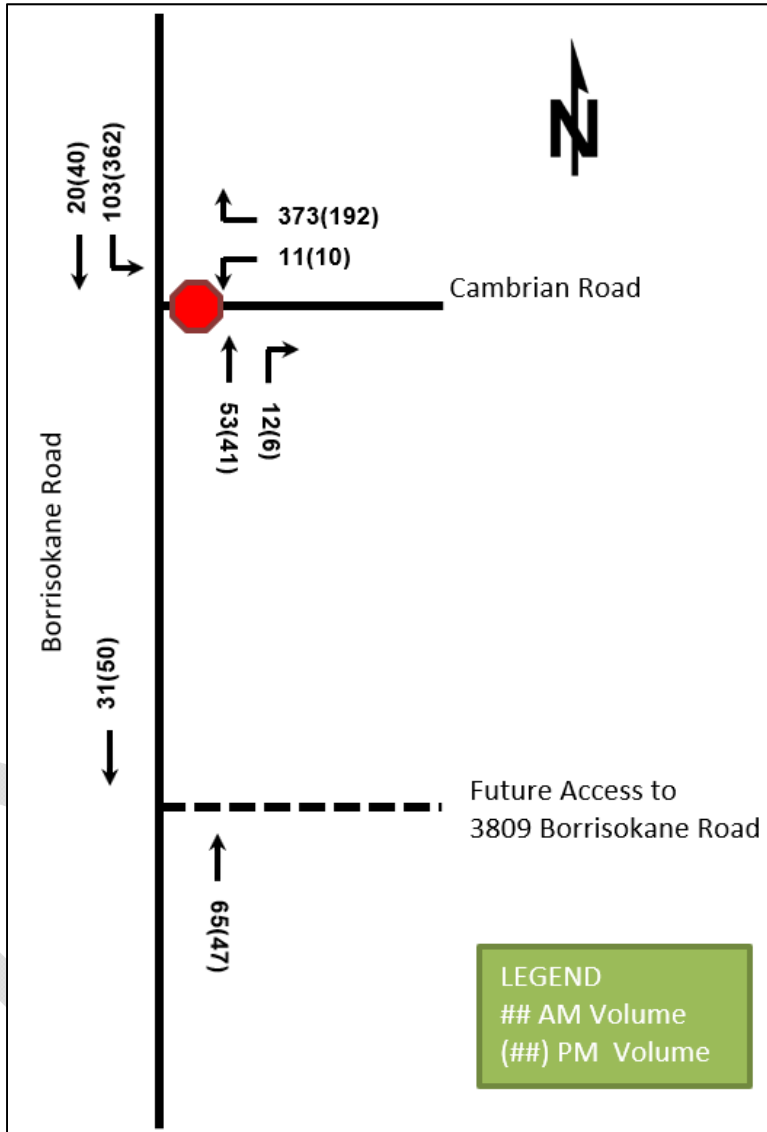 N
20(40)
103(362)
373(192)
11(10)
Cambrian Road
53(41)
12(6)
Borrisokane Road
31(50)
Future Access to
3809 Borrisokane Road
65(47)
LEGEND
## AM Volume
(##) PM Volume